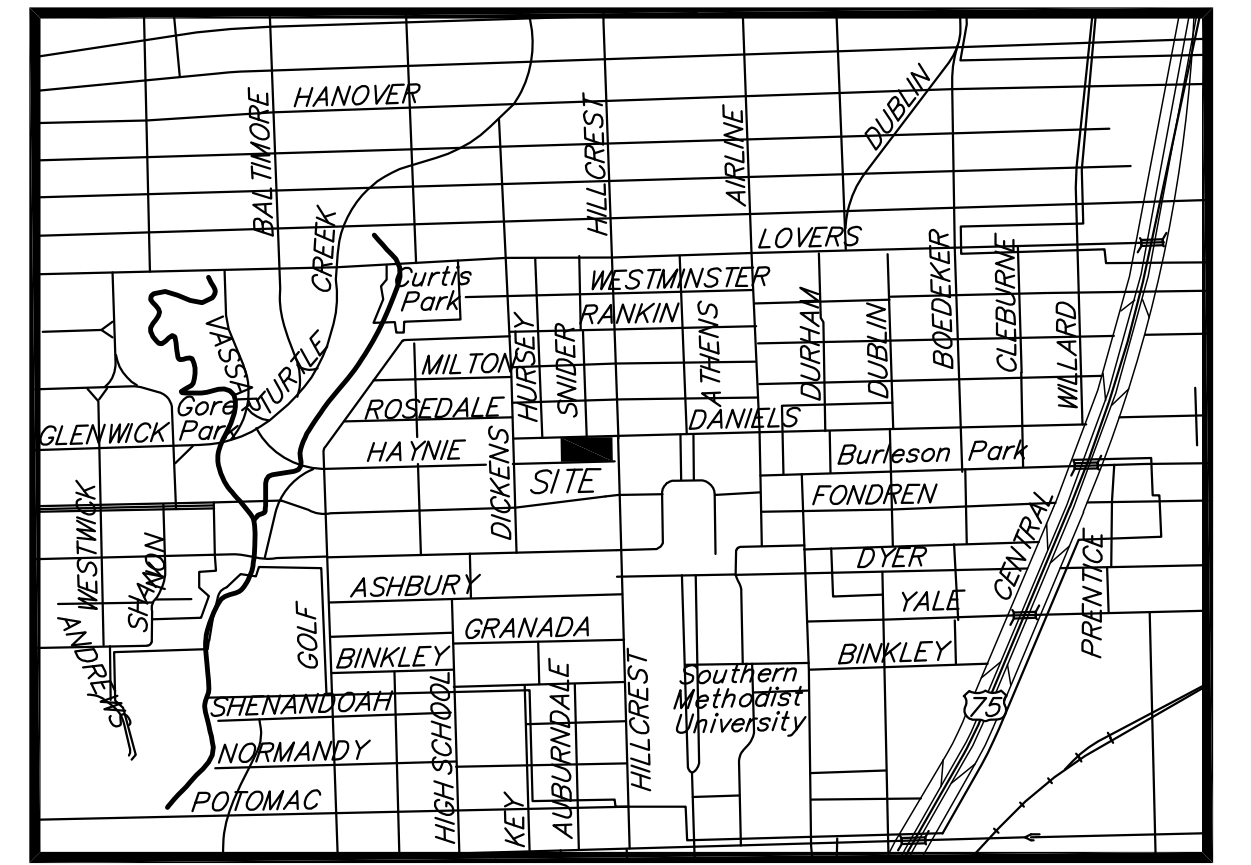 HANOVER
BALTIMORE
HILLCREST
AIRLINE
DUBLIN
CREEK
LOVERS
BOEDEKER
CLEBURNE
Curtis
Park
WESTMINSTER
RANKIN
VASSAR
TURTLE
HURSEY
SNIDER
ATHENS
DURHAM
DUBLIN
WILLARD
MILTON
ROSEDALE
DANIELS
Gore
Park
GLENWICK
HAYNIE
Burleson Park
DICKENS
SITE
FONDREN
WESTWICK
SHANNON
CENTRAL
PRENTICE
DYER
ASHBURY
YALE
ANDREWS
GOLF
GRANADA
BINKLEY
BINKLEY
HILLCREST
Southern
Methodist
University
SHENANDOAH
HIGH SCHOOL
AUBURNDALE
75
NORMANDY
POTOMAC
KEY